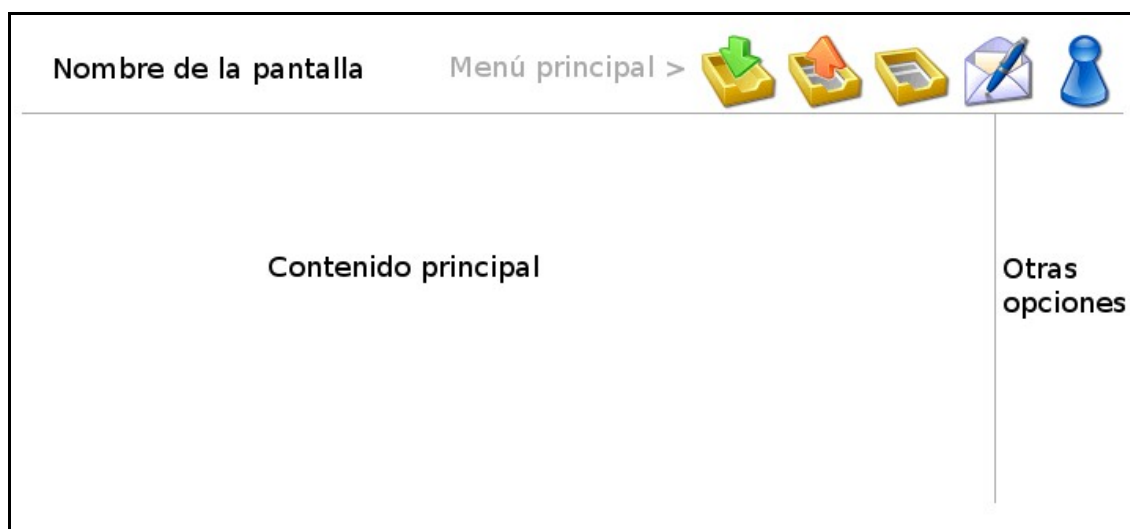 Nombre de la pantalla
Menú principal >
Contenido principal
Otras
opciones